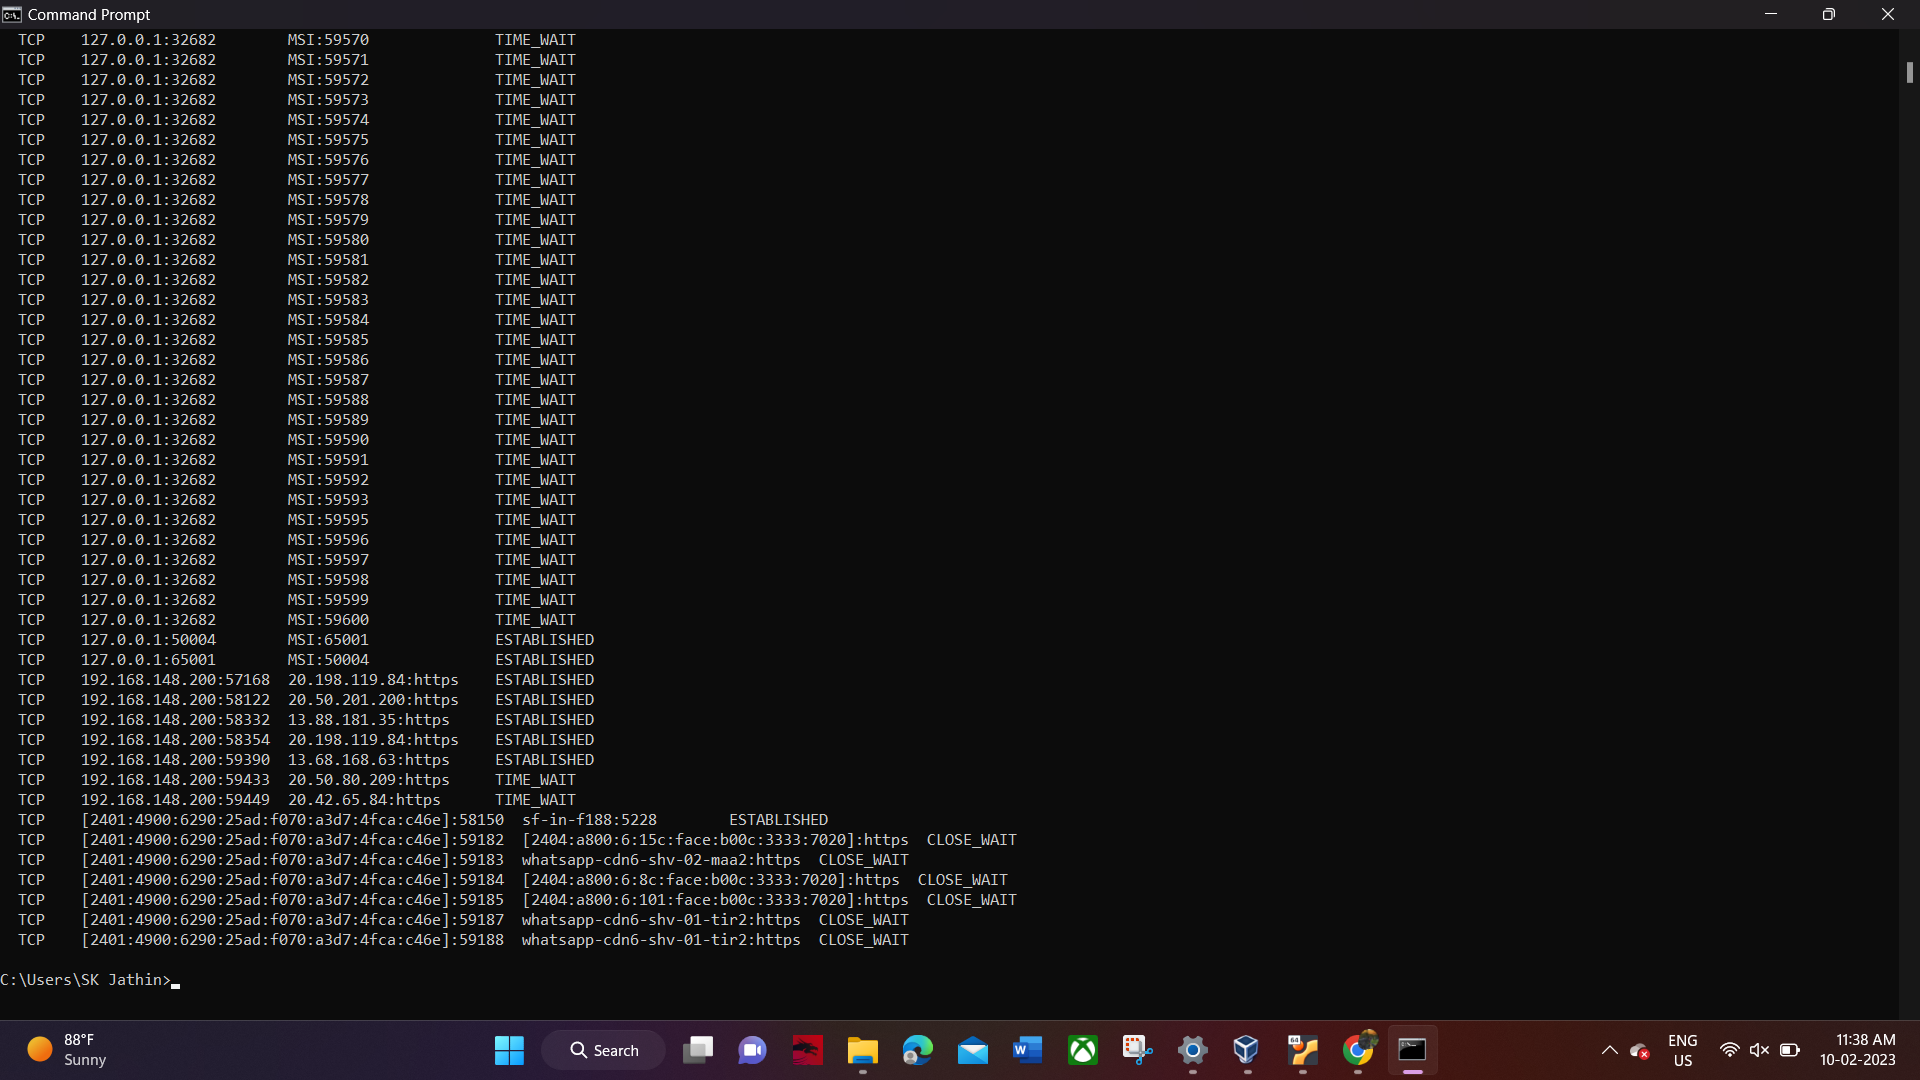 Command Prompt
TCP    127.0.0.1:32682        MSI:59570              TIME_WAIT
TCP    127.0.0.1:32682        MSI:59571              TIME_WAIT
TCP    127.0.0.1:32682        MSI:59572              TIME_WAIT
TCP    127.0.0.1:32682        MSI:59573              TIME_WAIT
TCP    127.0.0.1:32682        MSI:59574              TIME_WAIT
TCP    127.0.0.1:32682        MSI:59575              TIME_WAIT
TCP    127.0.0.1:32682        MSI:59576              TIME_WAIT
TCP    127.0.0.1:32682        MSI:59577              TIME_WAIT
TCP    127.0.0.1:32682        MSI:59578              TIME_WAIT
TCP    127.0.0.1:32682        MSI:59579              TIME_WAIT
TCP    127.0.0.1:32682        MSI:59580              TIME_WAIT
TCP    127.0.0.1:32682        MSI:59581              TIME_WAIT
TCP    127.0.0.1:32682        MSI:59582              TIME_WAIT
TCP    127.0.0.1:32682        MSI:59583              TIME_WAIT
TCP    127.0.0.1:32682        MSI:59584              TIME_WAIT
TCP    127.0.0.1:32682        MSI:59585              TIME_WAIT
TCP    127.0.0.1:32682        MSI:59586              TIME_WAIT
TCP    127.0.0.1:32682        MSI:59587              TIME_WAIT
TCP    127.0.0.1:32682        MSI:59588              TIME_WAIT
TCP    127.0.0.1:32682        MSI:59589              TIME_WAIT
TCP    127.0.0.1:32682        MSI:59590              TIME_WAIT
TCP    127.0.0.1:32682        MSI:59591              TIME_WAIT
TCP    127.0.0.1:32682        MSI:59592              TIME_WAIT
TCP    127.0.0.1:32682        MSI:59593              TIME_WAIT
TCP    127.0.0.1:32682        MSI:59595              TIME_WAIT
TCP    127.0.0.1:32682        MSI:59596              TIME_WAIT
TCP    127.0.0.1:32682        MSI:59597              TIME_WAIT
TCP    127.0.0.1:32682        MSI:59598              TIME_WAIT
TCP    127.0.0.1:32682        MSI:59599              TIME_WAIT
TCP    127.0.0.1:32682        MSI:59600              TIME_WAIT
TCP    127.0.0.1:50004        MSI:65001              ESTABLISHED
TCP    127.0.0.1:65001        MSI:50004              ESTABLISHED
TCP    192.168.148.200:57168  20.198.119.84:https    ESTABLISHED
TCP    192.168.148.200:58122  20.50.201.200:https    ESTABLISHED
TCP    192.168.148.200:58332  13.88.181.35:https     ESTABLISHED
TCP    192.168.148.200:58354  20.198.119.84:https    ESTABLISHED
TCP    192.168.148.200:59390  13.68.168.63:https     ESTABLISHED
TCP    192.168.148.200:59433  20.50.80.209:https     TIME_WAIT
TCP    192.168.148.200:59449  20.42.65.84:https      TIME_WAIT
TCP    [2401:4900:6290:25ad:f070:a3d7:4fca:c46e]:58150  sf-in-f188:5228        ESTABLISHED
TCP    [2401:4900:6290:25ad:f070:a3d7:4fca:c46e]:59182  [2404:a800:6:15c:face:b00c:3333:7020]:https  CLOSE_WAIT
TCP    [2401:4900:6290:25ad:f070:a3d7:4fca:c46e]:59183  whatsapp-cdn6-shv-02-maa2:https  CLOSE_WAIT
TCP    [2401:4900:6290:25ad:f070:a3d7:4fca:c46e]:59184  [2404:a800:6:8c:face:b00c:3333:7020]:https  CLOSE_WAIT
TCP    [2401:4900:6290:25ad:f070:a3d7:4fca:c46e]:59185  [2404:a800:6:101:face:b00c:3333:7020]:https  CLOSE_WAIT
TCP    [2401:4900:6290:25ad:f070:a3d7:4fca:c46e]:59187  whatsapp-cdn6-shv-01-tir2:https  CLOSE_WAIT
TCP    [2401:4900:6290:25ad:f070:a3d7:4fca:c46e]:59188  whatsapp-cdn6-shv-01-tir2:https  CLOSE_WAIT
C:\Users\SK Jathin>
88°F
Sunny
Search
W
64
ENG
US
11:38 AM
10-02-2023